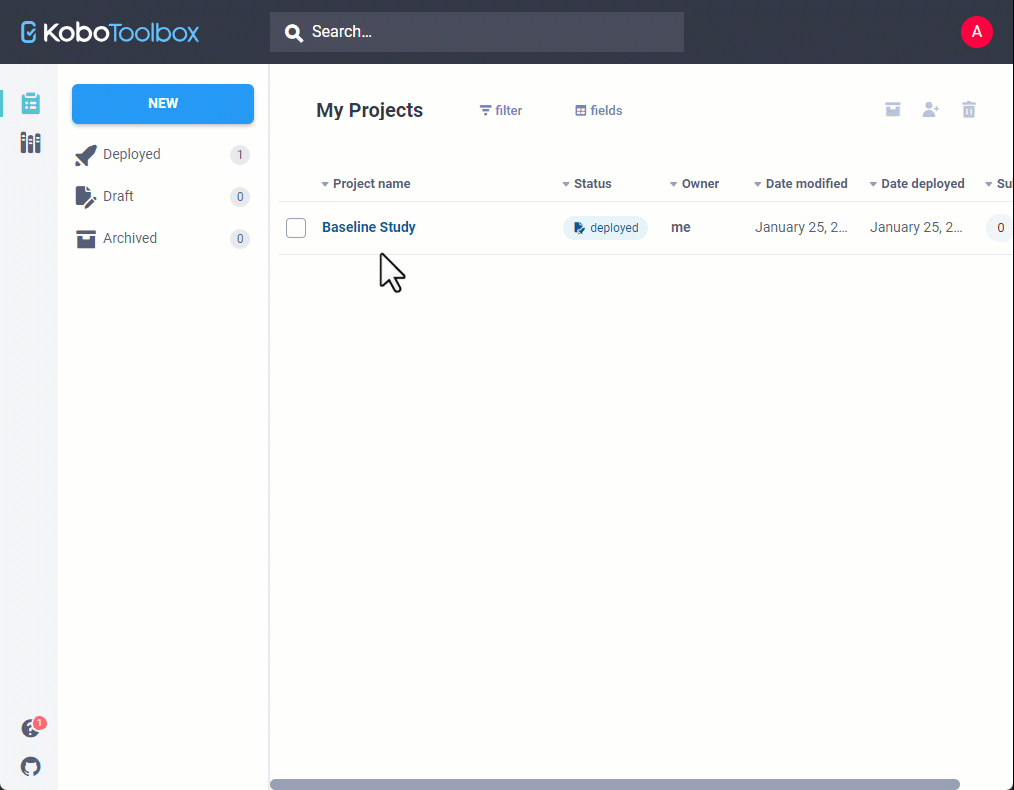 KoboToolbox
Search...
A
NEW
Deployed 1
Draft 0
Archived 0
My Projects
filter
fields
Project name Status Owner Date modified Date deployed Su
Baseline Study deployed me January 25, 2... January 25, 2... 0
1